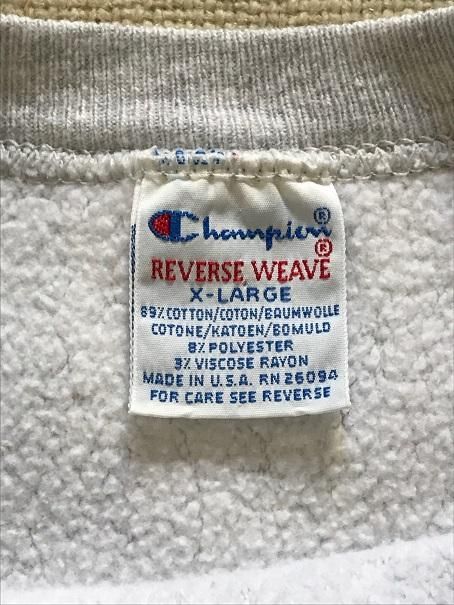 Champion®
REVERSE WEAVE®
X-LARGE
89% COTTON/COTON/BAUMWOLLE
COTONE/KATOEN/BOMULD
8% POLYESTER
3% VISCOSE RAYON
MADE IN U.S.A. RN 26094
FOR CARE SEE REVERSE